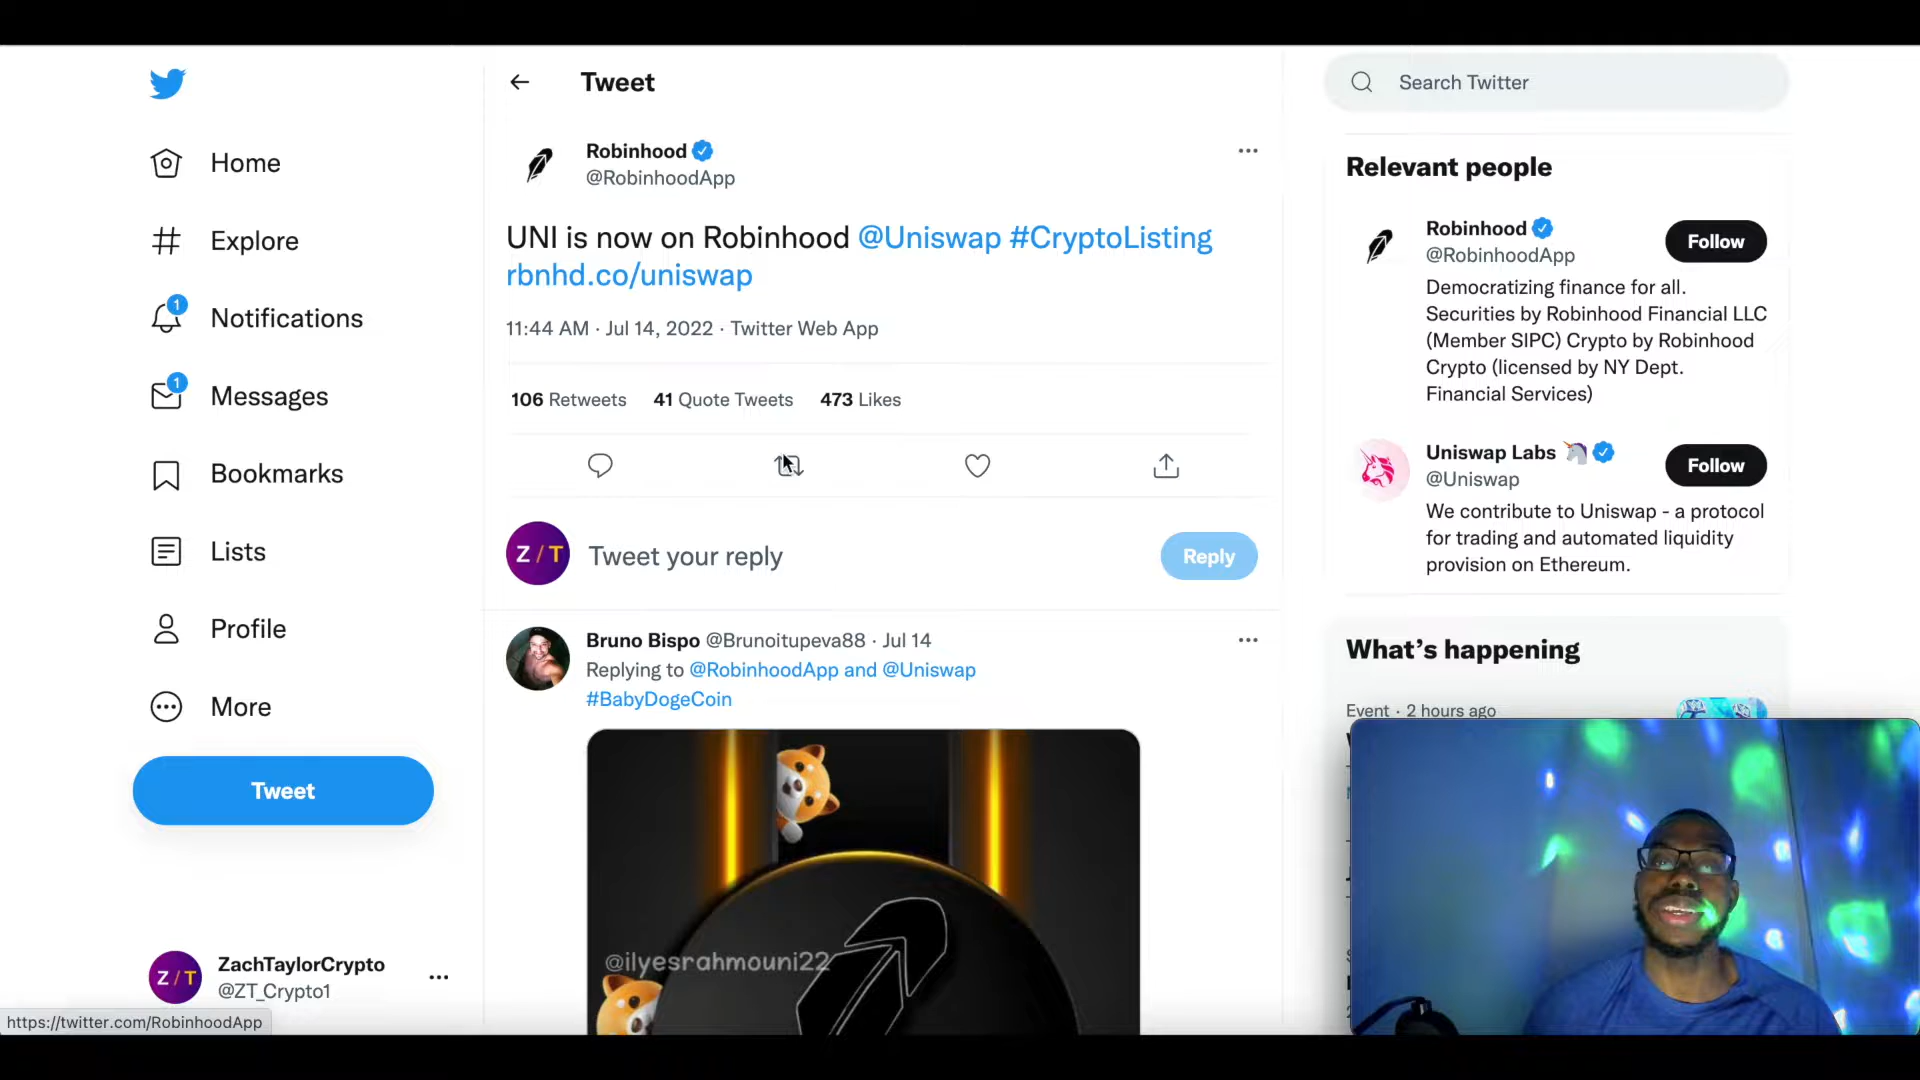 Tweet
Search Twitter
Home
Explore
1
Notifications
1
Messages
Bookmarks
Lists
Profile
More
Tweet
Z/T
ZachTaylorCrypto
@ZT_Crypto1
https://twitter.com/RobinhoodApp
Robinhood
@RobinhoodApp
UNI is now on Robinhood @Uniswap #CryptoListing
rbnhd.co/uniswap
11:44 AM · Jul 14, 2022 · Twitter Web App
106 Retweets 41 Quote Tweets 473 Likes
Z/T
Tweet your reply
Reply
Bruno Bispo @Brunoitupeva88 · Jul 14
Replying to @RobinhoodApp and @Uniswap
#BabyDogeCoin
@ilyesrahmouni22
Relevant people
Robinhood
@RobinhoodApp
Follow
Democratizing finance for all.
Securities by Robinhood Financial LLC
(Member SIPC) Crypto by Robinhood
Crypto (licensed by NY Dept.
Financial Services)
Uniswap Labs 🦄
@Uniswap
Follow
We contribute to Uniswap - a protocol
for trading and automated liquidity
provision on Ethereum.
What's happening
Event · 2 hours ago